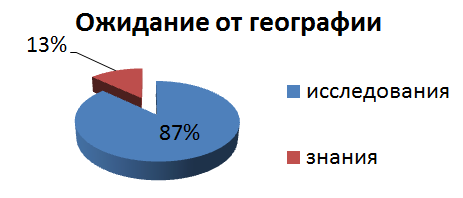 Ожидание от географии
13%
87%
исследования
знания